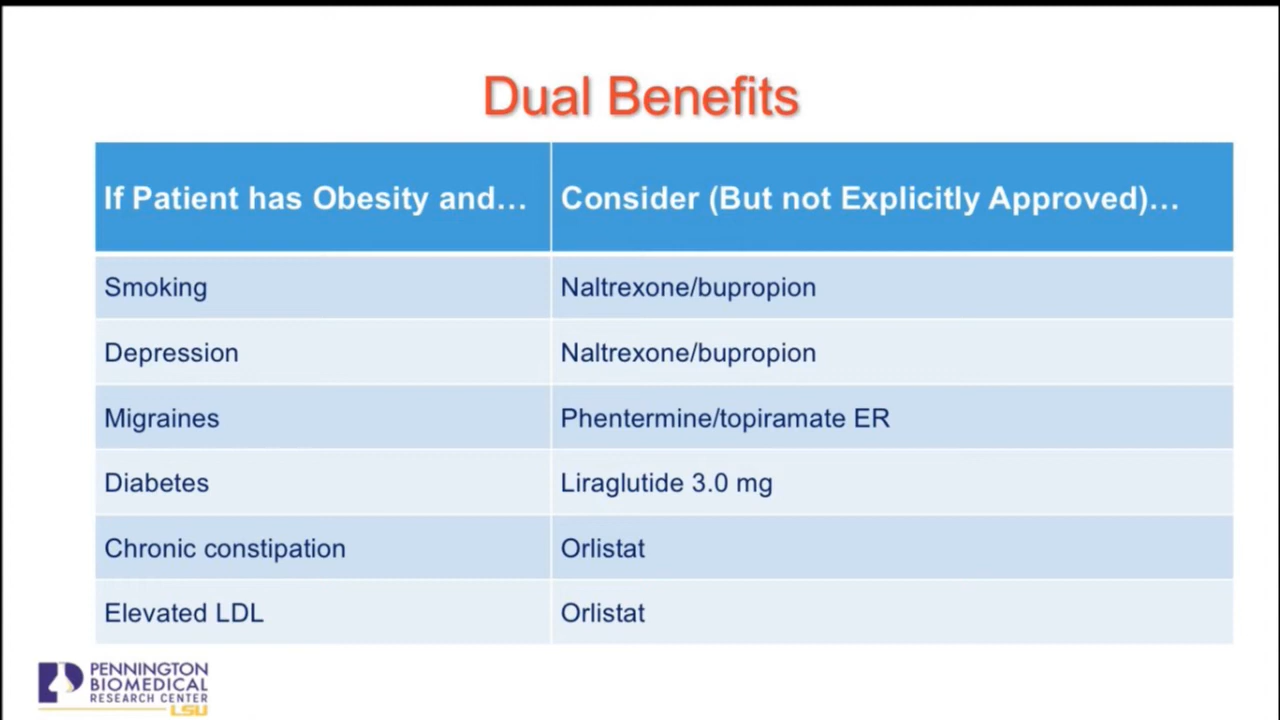 Dual Benefits
If Patient has Obesity and… Consider (But not Explicitly Approved)…
Smoking Naltrexone/bupropion
Depression Naltrexone/bupropion
Migraines Phentermine/topiramate ER
Diabetes Liraglutide 3.0 mg
Chronic constipation Orlistat
Elevated LDL Orlistat
PENNINGTON
BIOMEDICAL
RESEARCH CENTER
LSU